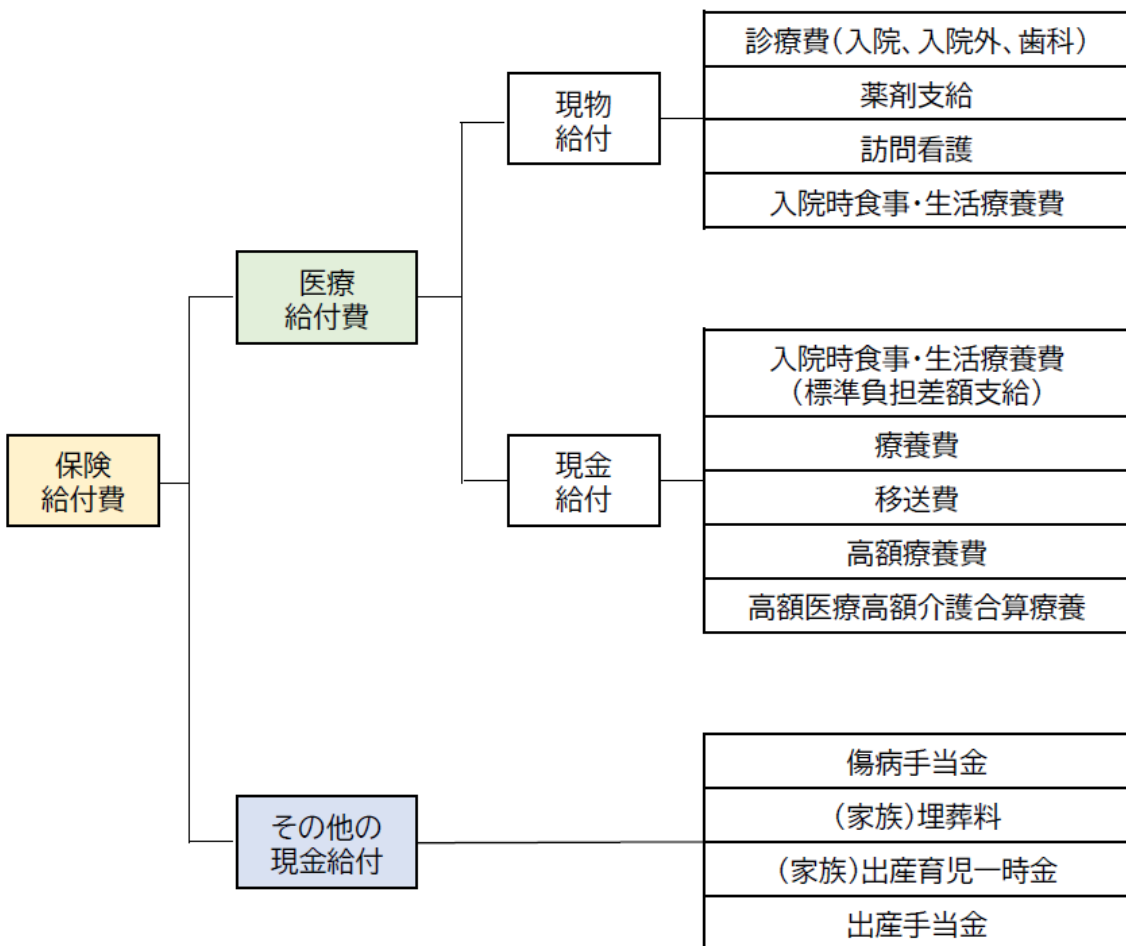 診療費(入院、入院外、歯科)
薬剤支給
訪問看護
入院時食事・生活療養費
現物
給付
医療
給付費
入院時食事・生活療養費
(標準負担差額支給)
療養費
移送費
高額療養費
高額医療高額介護合算療養
現金
給付
保険
給付費
傷病手当金
(家族)埋葬料
(家族)出産育児一時金
出産手当金
その他の
現金給付